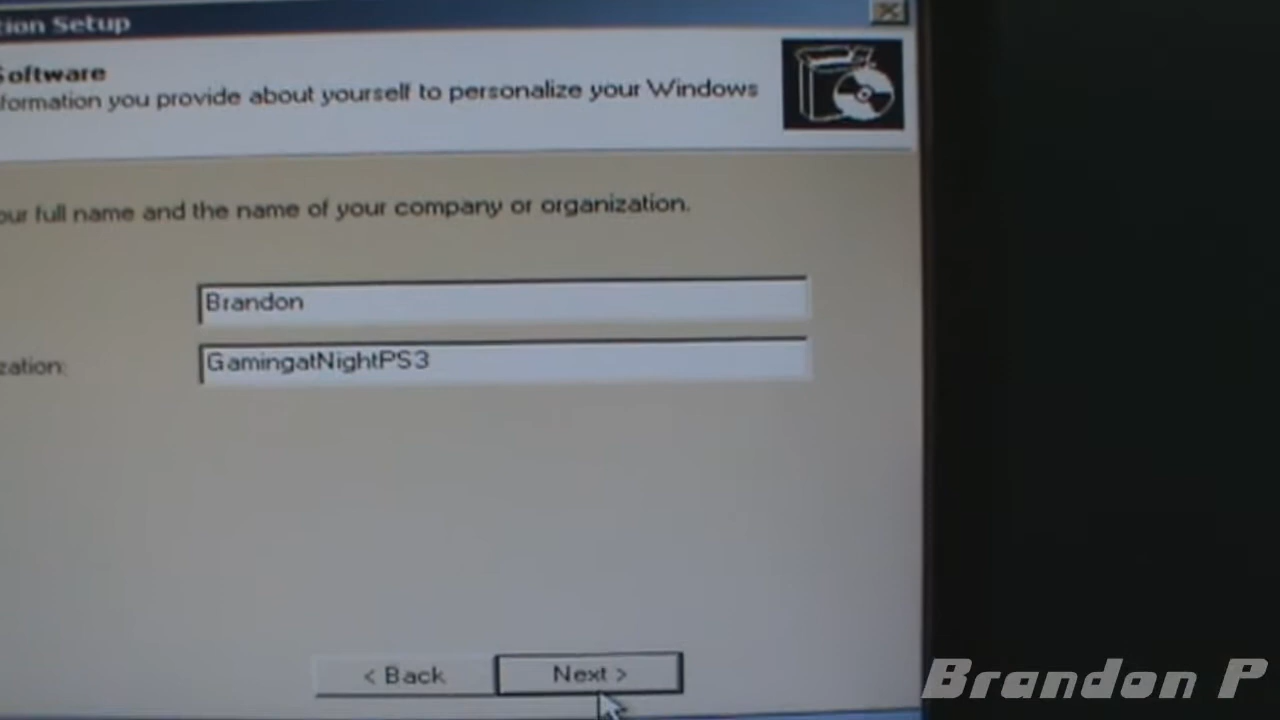 tion Setup
Software
formation you provide about yourself to personalize your Windows
our full name and the name of your company or organization.
Brandon
zation: GamingatNightPS3
< Back Next >
Brandon P